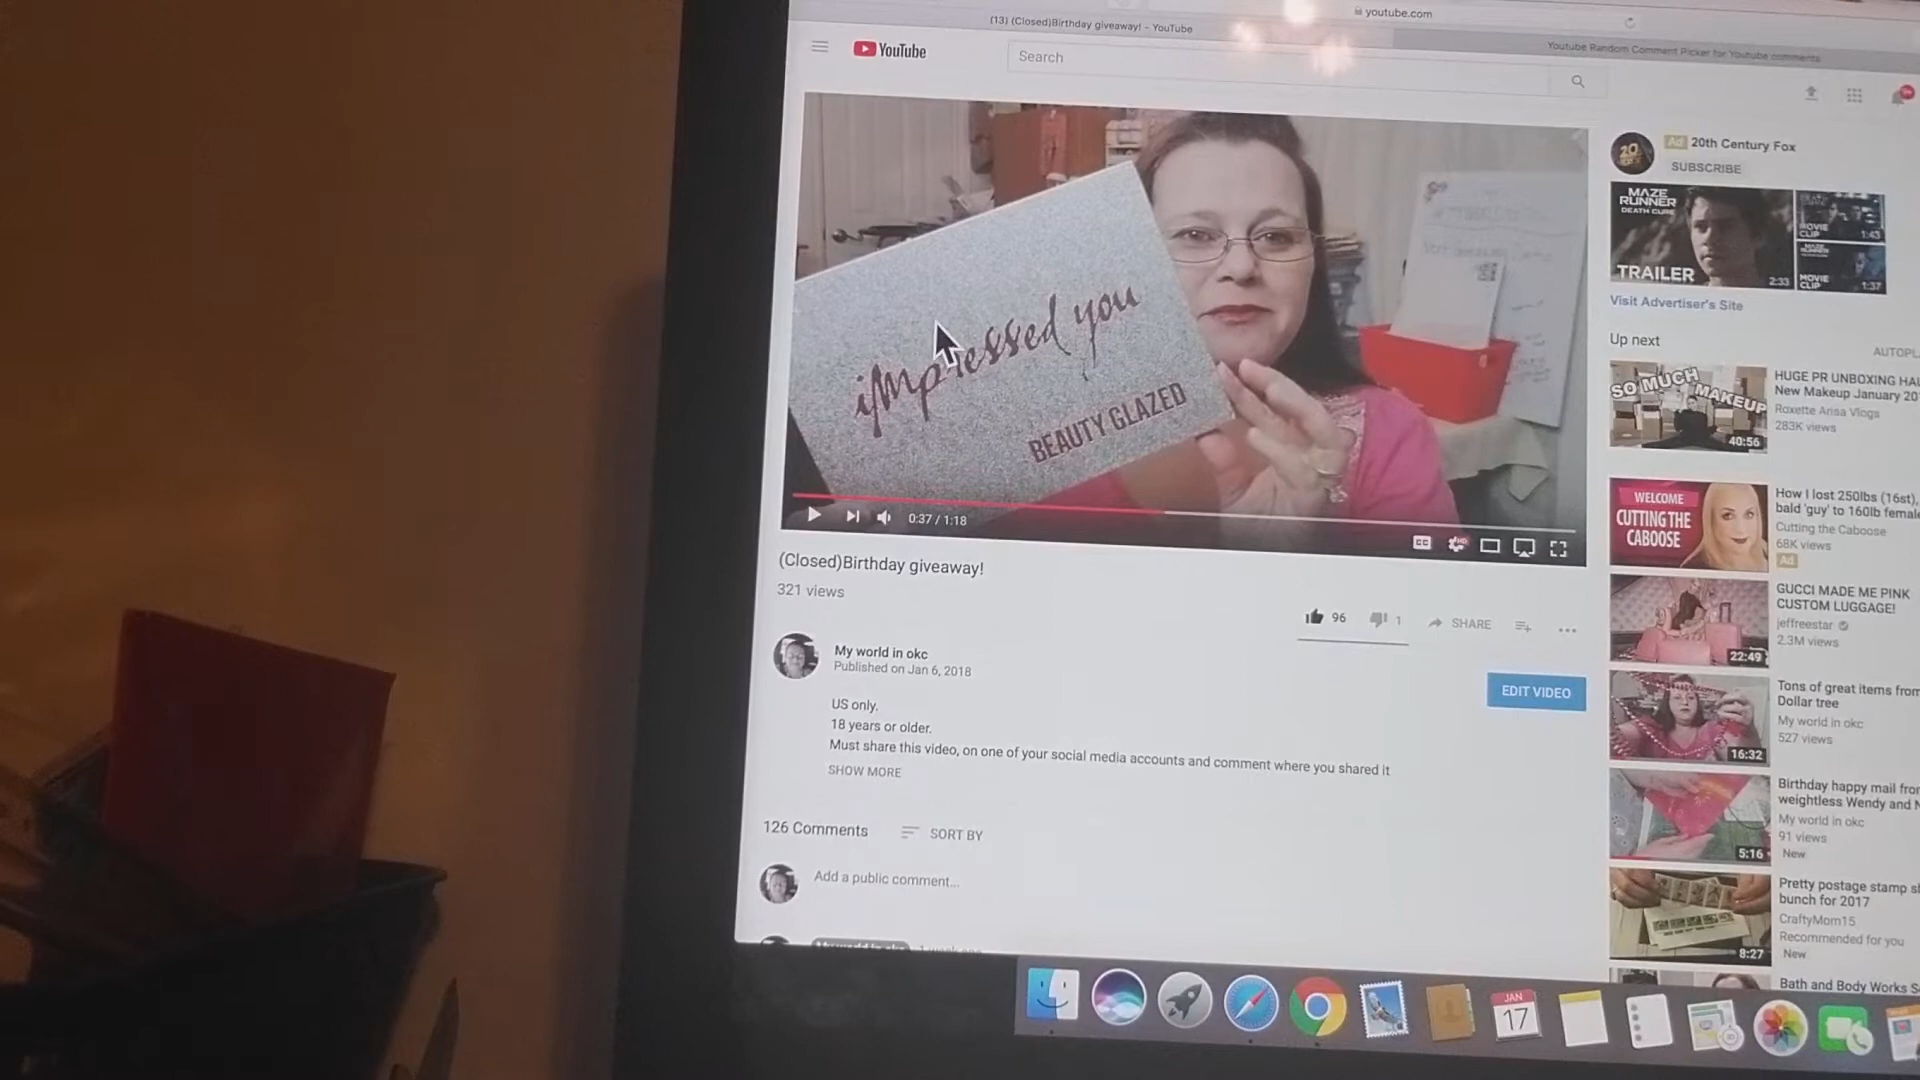 (13) (Closed)Birthday giveaway! - YouTube
youtube.com
Youtube Random Comment Picker for Youtube comments
YouTube
Search
iMpressed you
BEAUTY GLAZED
0:37 / 1:18
CC
HD
(Closed)Birthday giveaway!
321 views
96
1
SHARE
My world in okc
Published on Jan 6, 2018
EDIT VIDEO
US only.
18 years or older.
Must share this video, on one of your social media accounts and comment where you shared it
SHOW MORE
126 Comments
SORT BY
Add a public comment...
Ad 20th Century Fox
SUBSCRIBE
MAZE
RUNNER
DEATH CURE
TRAILER
2:33
MOVIE
CLIP
1:43
MOVIE
CLIP
1:37
Visit Advertiser's Site
Up next
SO MUCH
MAKEUP
40:56
HUGE PR UNBOXING
New Makeup January
Roxette Arisa Vlogs
283K views
WELCOME
CUTTING THE
CABOOSE
How I lost 250lbs (16st),
bald 'guy' to 160lb
Cutting the Caboose
68K views
Ad
22:49
GUCCI MADE ME PINK
CUSTOM LUGGAGE!
jeffreestar
2.3M views
16:32
Tons of great items from
Dollar tree
My world in okc
527 views
5:16
Birthday happy mail
weightless Wendy and
My world in okc
91 views
New
8:27
Pretty postage stamp
bunch for 2017
CraftyMom15
Recommended for you
New
Bath and Body Works
JAN
17